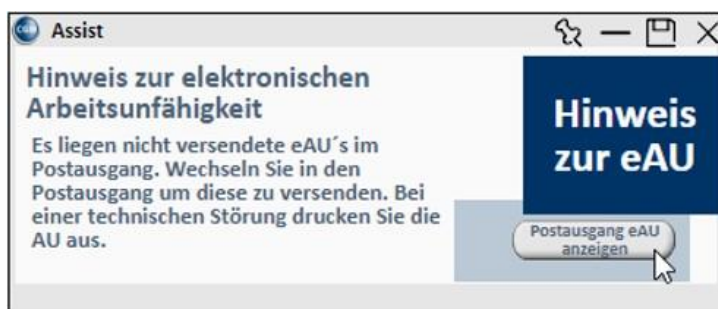 CGM Assist
Hinweis zur elektronischen
Arbeitsunfähigkeit
Es liegen nicht versendete eAU´s im
Postausgang. Wechseln Sie in den
Postausgang um diese zu versenden. Bei
einer technischen Störung drucken Sie die
AU aus.
Hinweis
zur eAU
Postausgang eAU
anzeigen